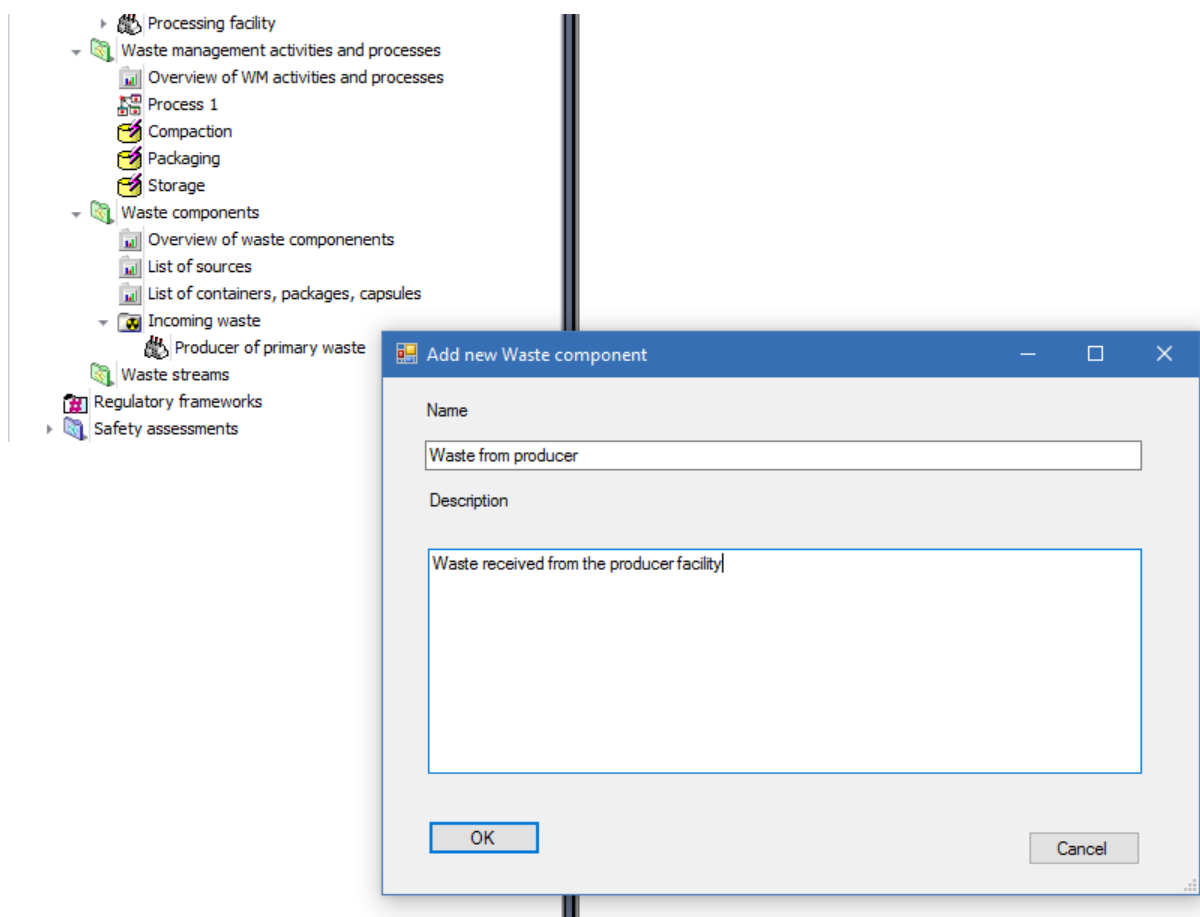 Processing facility
Waste management activities and processes
Overview of WM activities and processes
Process 1
Compaction
Packaging
Storage
Waste components
Overview of waste componenents
List of sources
List of containers, packages, capsules
Incoming waste
Producer of primary waste
Waste streams
Regulatory frameworks
Safety assessments
Add new Waste component
Name
Waste from producer
Description
Waste received from the producer facility
OK
Cancel